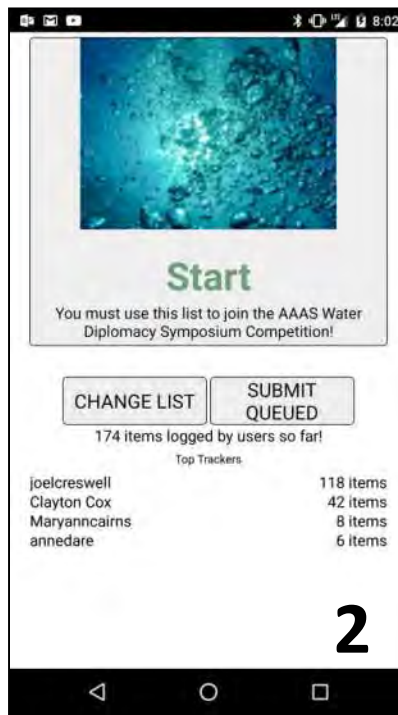 8:02
Start
You must use this list to join the AAAS Water
Diplomacy Symposium Competition!
CHANGE LIST
SUBMIT
QUEUED
174 items logged by users so far!
Top Trackers
joelcreswell 118 items
Clayton Cox 42 items
Maryanncairns 8 items
annedare 6 items
2